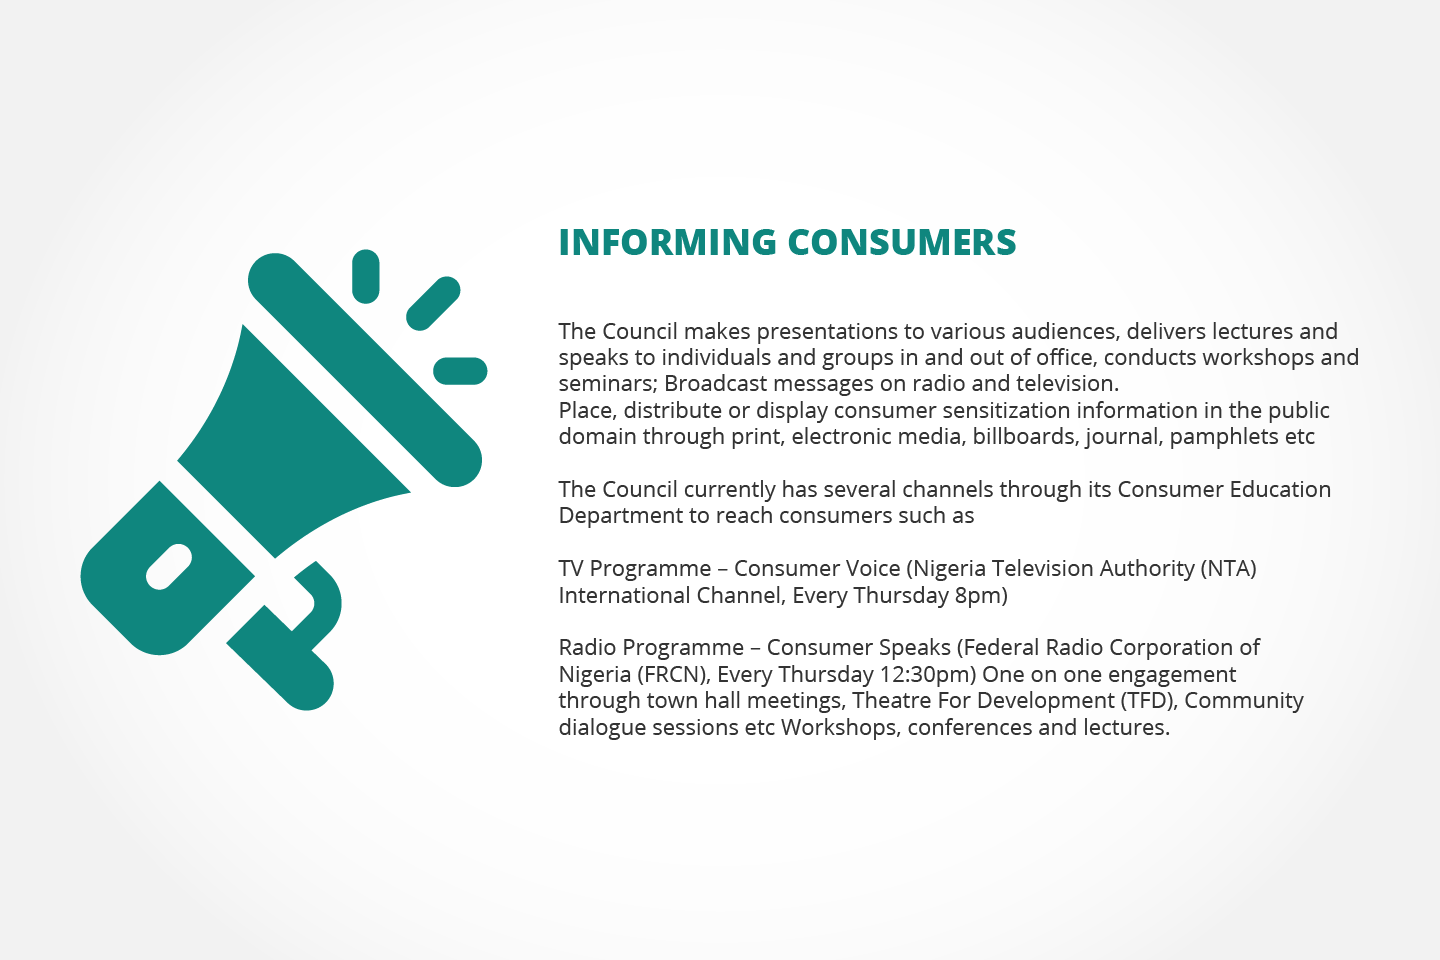 INFORMING CONSUMERS
The Council makes presentations to various audiences, delivers lectures and
speaks to individuals and groups in and out of office, conducts workshops and
seminars; Broadcast messages on radio and television.
Place, distribute or display consumer sensitization information in the public
domain through print, electronic media, billboards, journal, pamphlets etc
The Council currently has several channels through its Consumer Education
Department to reach consumers such as
TV Programme – Consumer Voice (Nigeria Television Authority (NTA)
International Channel, Every Thursday 8pm)
Radio Programme – Consumer Speaks (Federal Radio Corporation of
Nigeria (FRCN), Every Thursday 12:30pm) One on one engagement
through town hall meetings, Theatre For Development (TFD), Community
dialogue sessions etc Workshops, conferences and lectures.